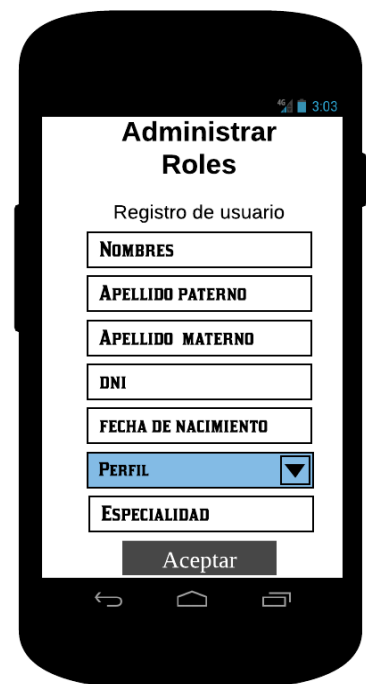 4G 3:03
Administrar
Roles
Registro de usuario
NOMBRES
APELLIDO PATERNO
APELLIDO MATERNO
DNI
FECHA DE NACIMIENTO
PERFIL
ESPECIALIDAD
Aceptar